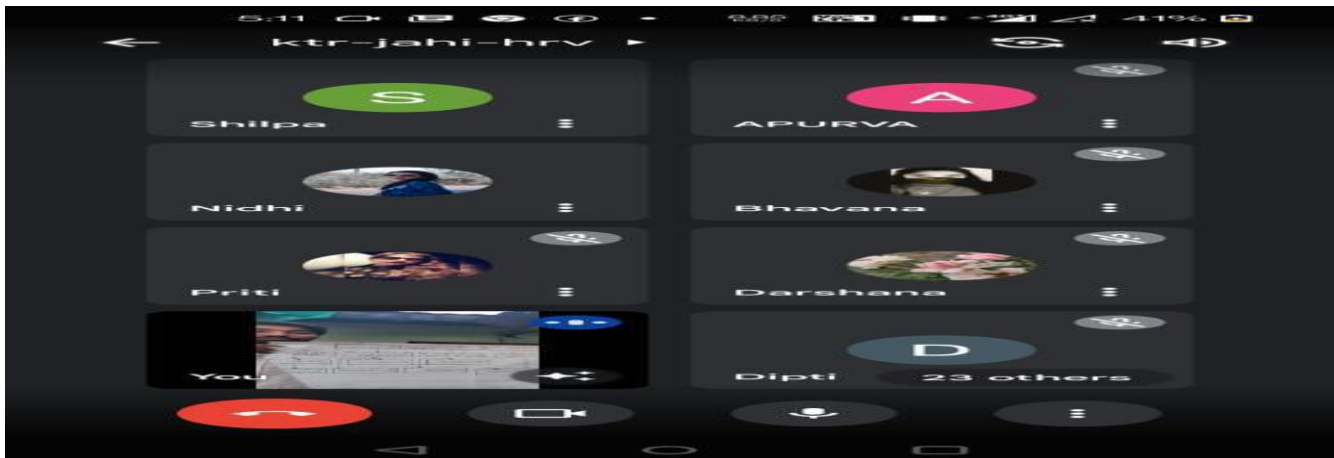 5:11 41%
ktr-jahi-hrv
S A
Shilpa APURVA
Nidhi Bhavana
Priti Darshana
D
You Dipti 23 others